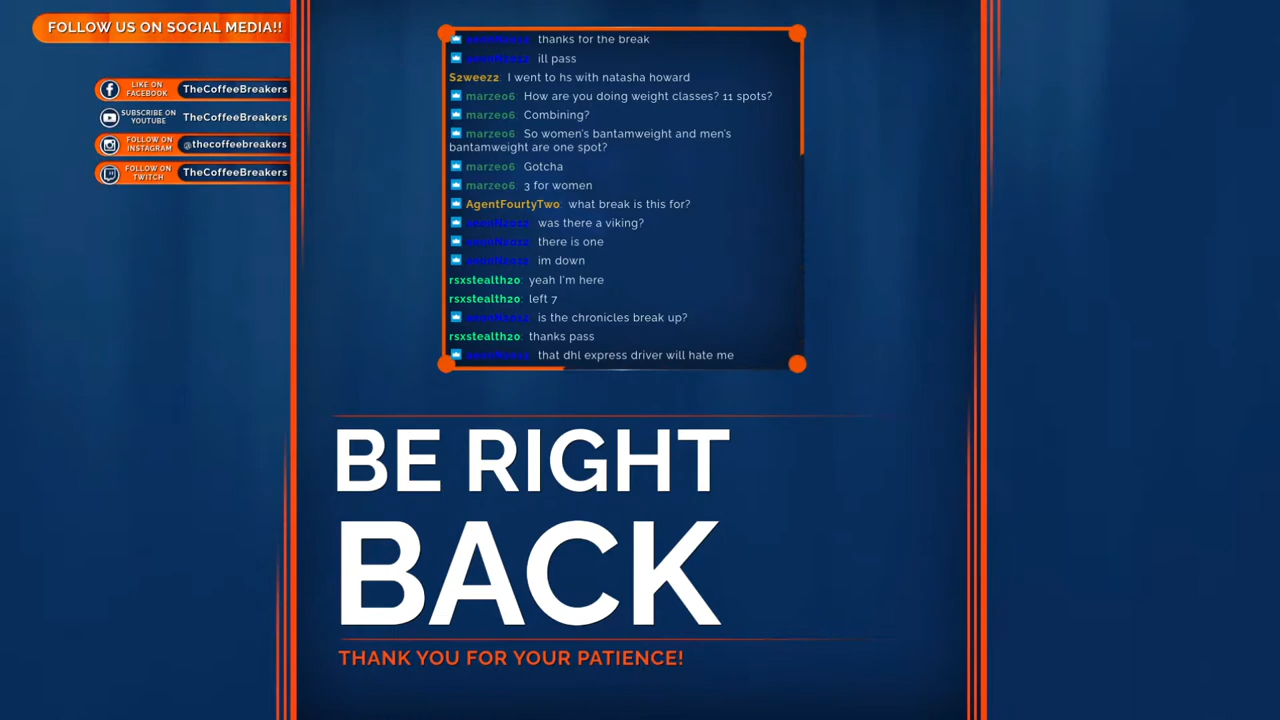 FOLLOW US ON SOCIAL MEDIA!!
LIKE ON
FACEBOOK
TheCoffeeBreakers
SUBSCRIBE ON
YOUTUBE
TheCoffeeBreakers
FOLLOW ON
INSTAGRAM
@thecoffeebreakers
FOLLOW ON
TWITCH
TheCoffeeBreakers
thanks for the break
ill pass
S2weezz: I went to hs with natasha howard
marzeo6: How are you doing weight classes? 11 spots?
marzeo6: Combining?
marzeo6: So women's bantamweight and men's
bantamweight are one spot?
marzeo6: Gotcha
marzeo6: 3 for women
AgentFourtyTwo: what break is this for?
was there a viking?
there is one
im down
rsxstealth20: yeah I'm here
rsxstealth20: left 7
is the chronicles break up?
rsxstealth20: thanks pass
that dhl express driver will hate me
BE RIGHT
BACK
THANK YOU FOR YOUR PATIENCE!